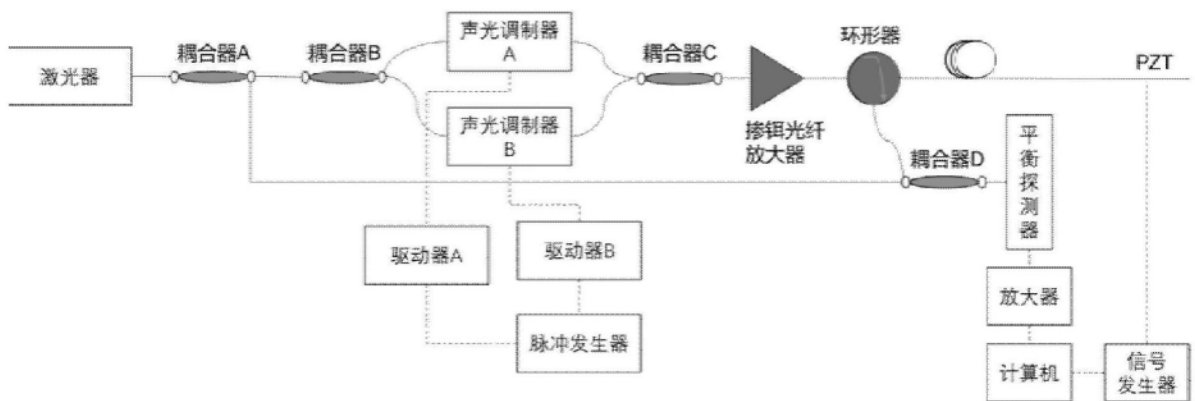 激光器
耦合器A
耦合器B
声光调制器
A
声光调制器
B
耦合器C
掺铒光纤
放大器
环形器
PZT
耦合器D
平
衡
探
测
器
驱动器A
驱动器B
脉冲发生器
放大器
计算机
信号
发生器